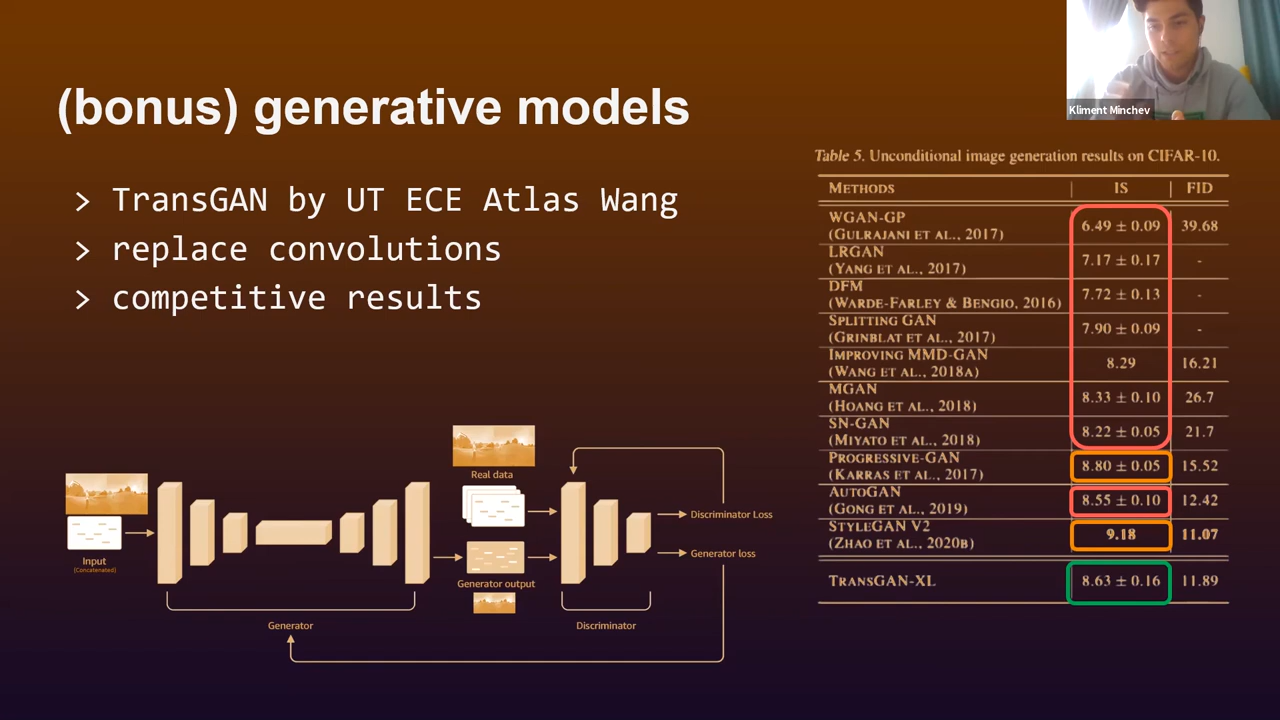 Kliment Minchev
(bonus) generative models
> TransGAN by UT ECE Atlas Wang
> replace convolutions
> competitive results
Table 5. Unconditional image generation results on CIFAR-10.
METHODS | IS | FID
WGAN-GP
(GULRAJANI ET AL., 2017) 6.49 ± 0.09 39.68
LRGAN
(YANG ET AL., 2017) 7.17 ± 0.17 -
DFM
(WARDE-FARLEY & BENGIO, 2016) 7.72 ± 0.13 -
SPLITTING GAN
(GRINBLAT ET AL., 2017) 7.90 ± 0.09 -
IMPROVING MMD-GAN
(WANG ET AL., 2018A) 8.29 16.21
MGAN
(HOANG ET AL., 2018) 8.33 ± 0.10 26.7
SN-GAN
(MIYATO ET AL., 2018) 8.22 ± 0.05 21.7
PROGRESSIVE-GAN
(KARRAS ET AL., 2017) 8.80 ± 0.05 15.52
AUTOGAN
(GONG ET AL., 2019) 8.55 ± 0.10 12.42
STYLEGAN V2
(ZHAO ET AL., 2020B) 9.18 11.07
TRANSGAN-XL 8.63 ± 0.16 11.89
Input
(Concatenated)
Generator
Real data
Generator output
Discriminator
Discriminator Loss
Generator loss